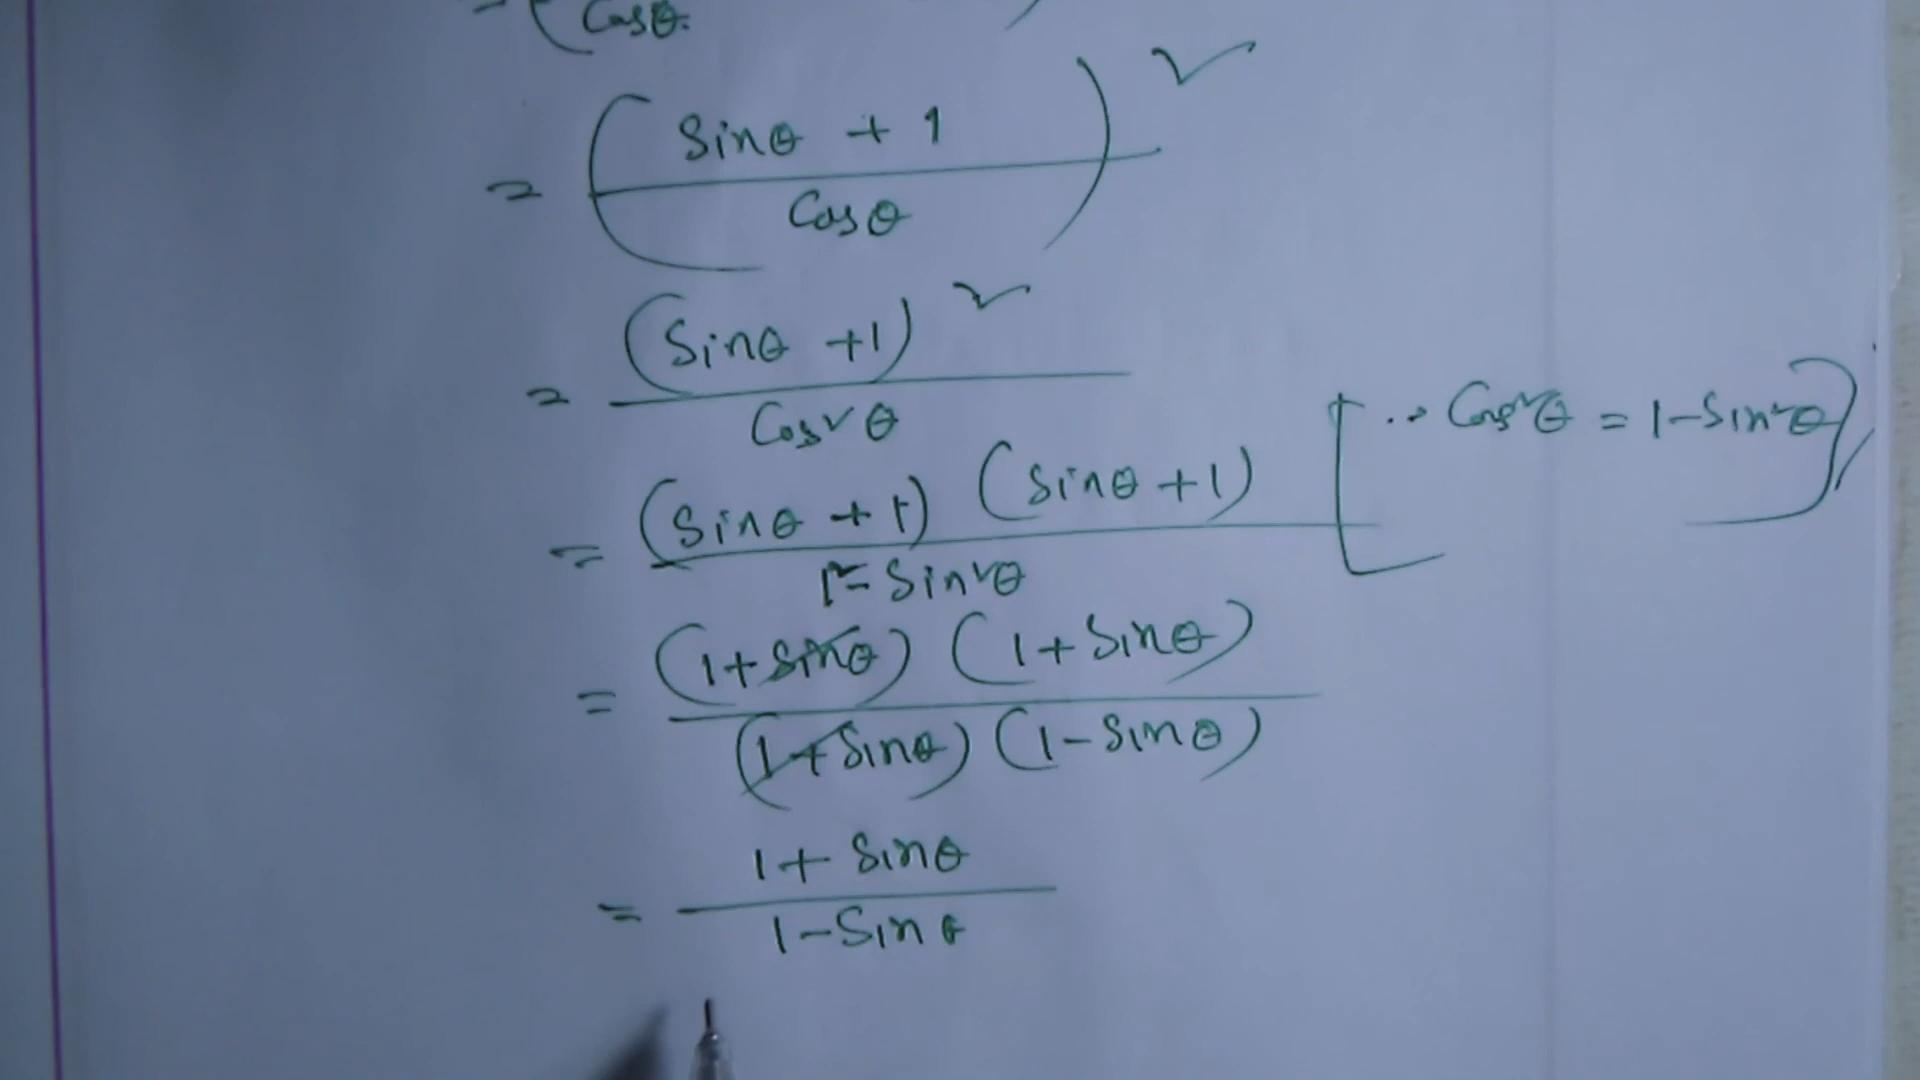 = ( Cosθ. )
= ( Sinθ + 1 / Cosθ )²
= (Sinθ + 1)² / Cos²θ
= (Sinθ + 1) (Sinθ + 1) / 1² - Sin²θ [∵ Cos²θ = 1 - Sin²θ]
= (1 + Sinθ) (1 + Sinθ) / (1 + Sinθ) (1 - Sinθ)
= 1 + Sinθ / 1 - Sinθ